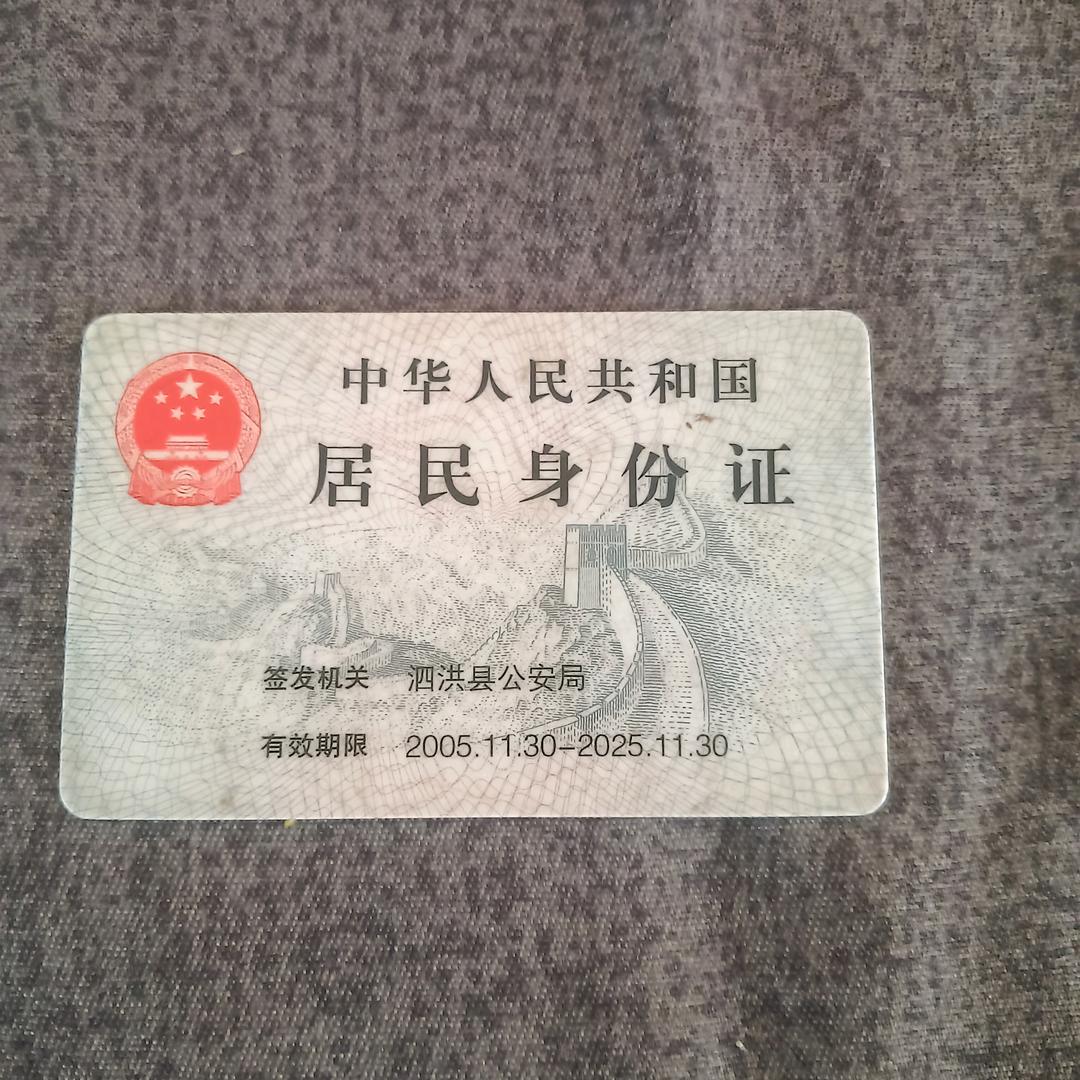 中华人民共和国
居民身份证
签发机关 泗洪县公安局
有效期限 2005.11.30-2025.11.30